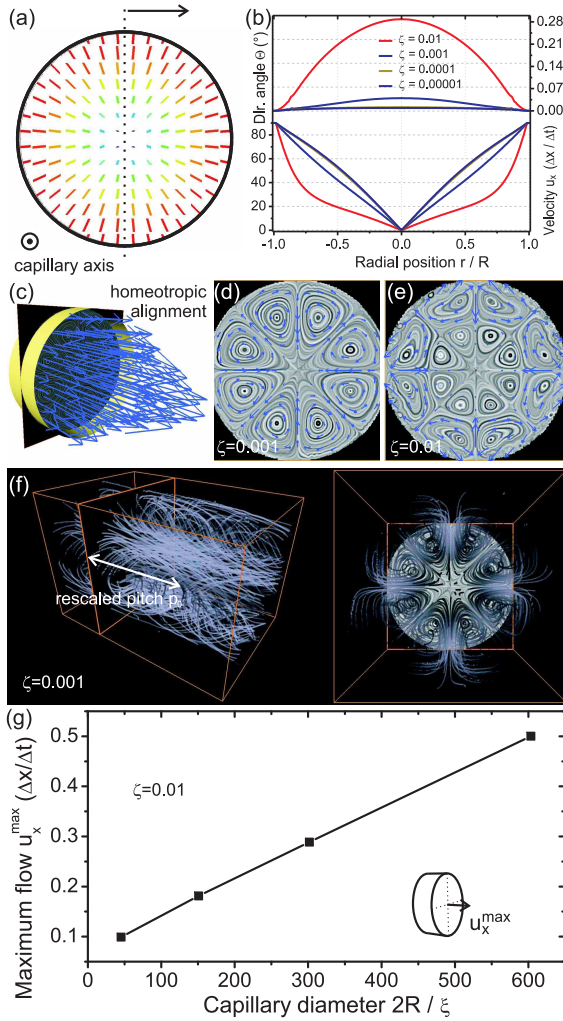 (a)
capillary axis
(b)
Dir. angle Θ (°)
80
60
40
20
0
ζ = 0.01
ζ = 0.001
ζ = 0.0001
ζ = 0.00001
0.28
0.21
0.14
0.07
0.00
Velocity uₓ (Δx / Δt)
-1.0 -0.5 0.0 0.5 1.0
Radial position r / R
(c)
homeotropic
alignment
(d)
ζ=0.001
(e)
ζ=0.01
(f)
rescaled pitch p
ζ=0.001
(g)
Maximum flow uₓᵐᵃˣ (Δx/Δt)
0.5
0.4
0.3
0.2
0.1
ζ=0.01
uₓᵐᵃˣ
0 100 200 300 400 500 600
Capillary diameter 2R / ξ